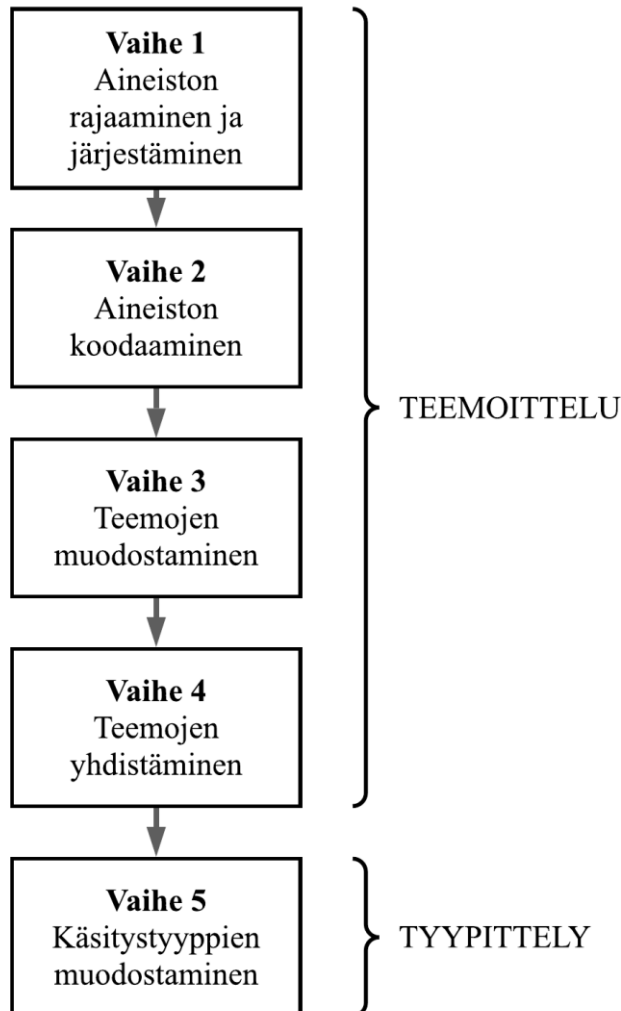 Vaihe 1
Aineiston
rajaaminen ja
järjestäminen
Vaihe 2
Aineiston
koodaaminen
Vaihe 3
Teemojen
muodostaminen
Vaihe 4
Teemojen
yhdistäminen
TEEMOITTELU
Vaihe 5
Käsitystyyppien
muodostaminen
TYYPITTELY